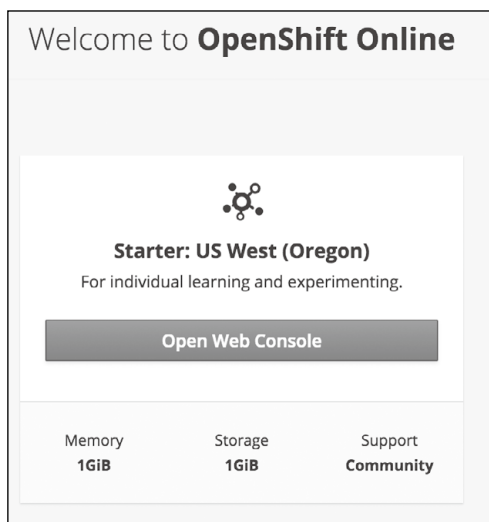 Welcome to OpenShift Online
Starter: US West (Oregon)
For individual learning and experimenting.
Open Web Console
Memory Storage Support
1GiB 1GiB Community